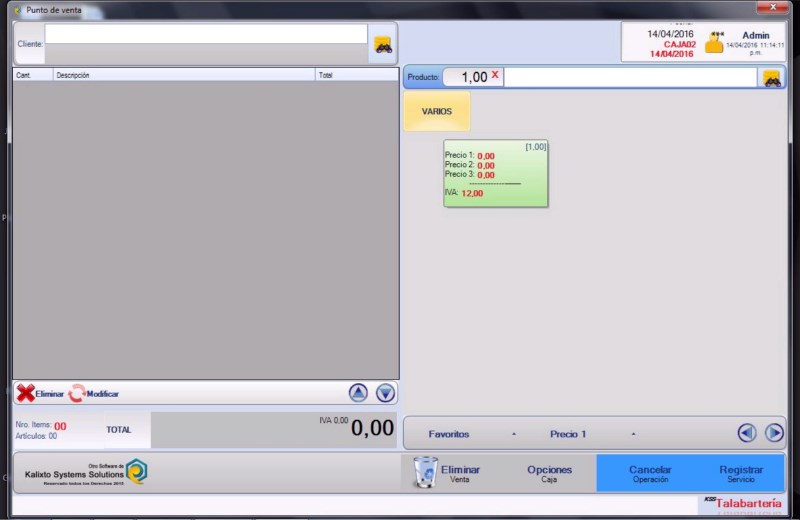 Punto de venta
Cliente:
14/04/2016
CAJA02
14/04/2016
Admin
14/04/2016 11:14:11
p.m.
Cant. Descripción Total
Producto: 1,00 X
VARIOS
[1,00]
Precio 1: 0,00
Precio 2: 0,00
Precio 3: 0,00
IVA: 12,00
Eliminar Modificar
Nro. Items: 00
Articulos: 00
TOTAL
IVA 0,00 0,00
Favoritos - Precio 1 -
Otro Software de
Kalixto Systems Solutions
Reservado todos los Derechos 2013
Eliminar
Venta
Opciones
Caja
Cancelar
Operación
Registrar
Servicio
KSS Talabartería